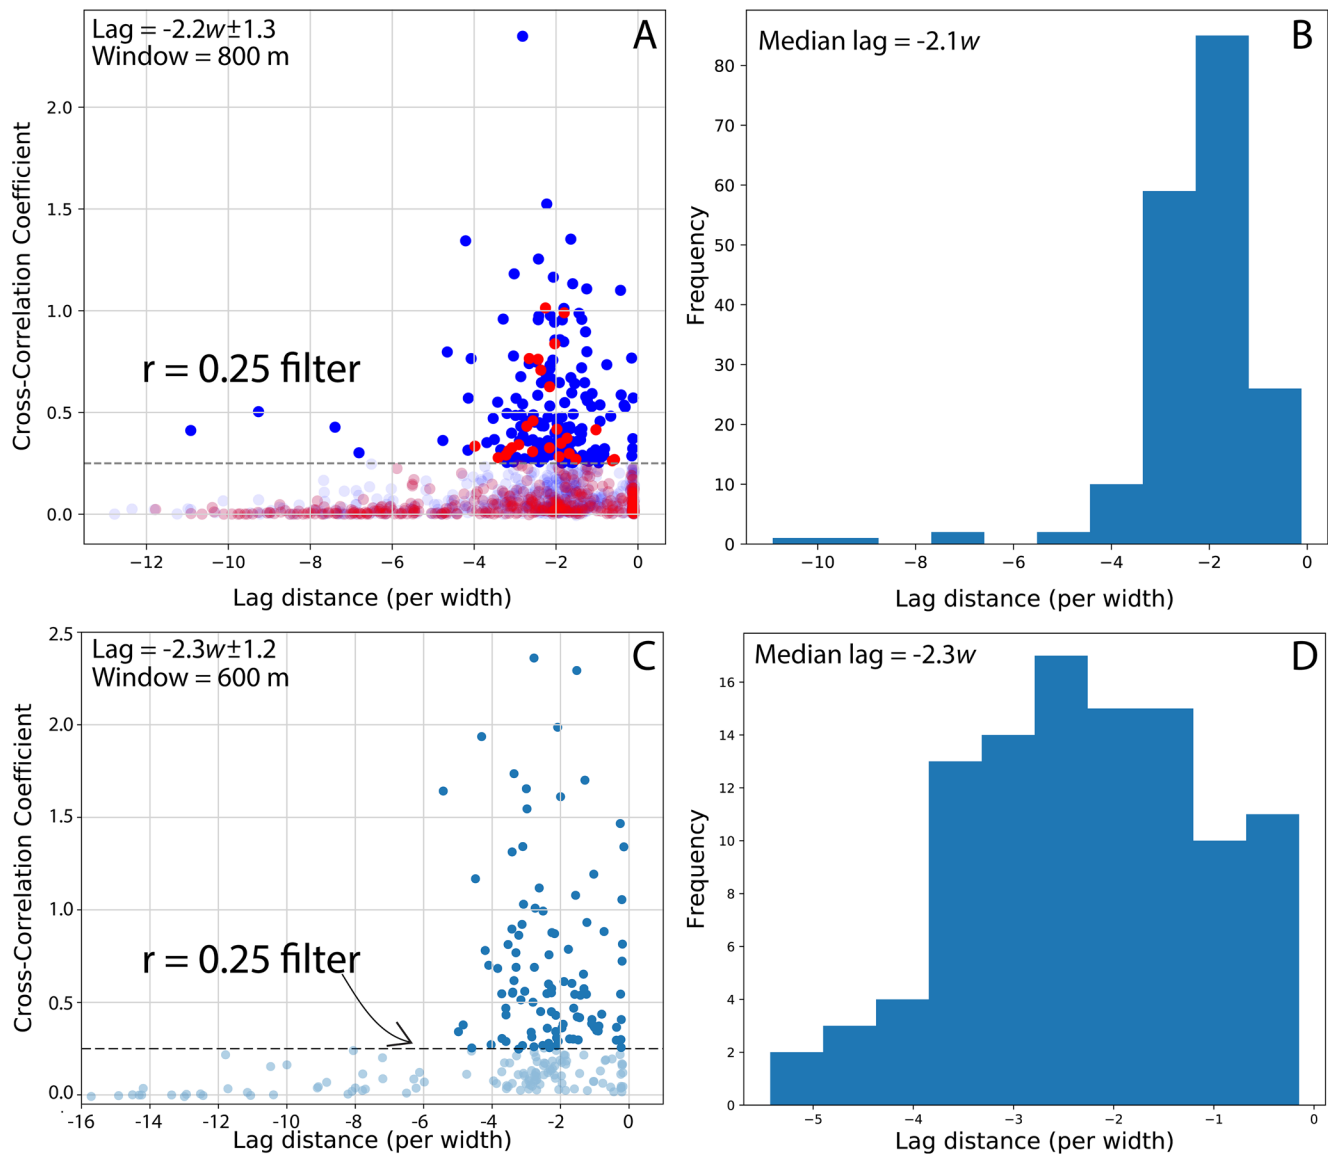 Lag = -2.2w±1.3
Window = 800 m
A
r = 0.25 filter
Cross-Correlation Coefficient
2.0
1.5
1.0
0.5
0.0
−12 −10 −8 −6 −4 −2 0
Lag distance (per width)
Median lag = -2.1w
B
Frequency
80
70
60
50
40
30
20
10
0
−10 −8 −6 −4 −2 0
Lag distance (per width)
Lag = -2.3w±1.2
Window = 600 m
C
r = 0.25 filter
Cross-Correlation Coefficient
2.5
2.0
1.5
1.0
0.5
0.0
-16 -14 -12 -10 -8 -6 -4 -2 0
Lag distance (per width)
Median lag = -2.3w
D
Frequency
16
14
12
10
8
6
4
2
0
−5 −4 −3 −2 −1 0
Lag distance (per width)